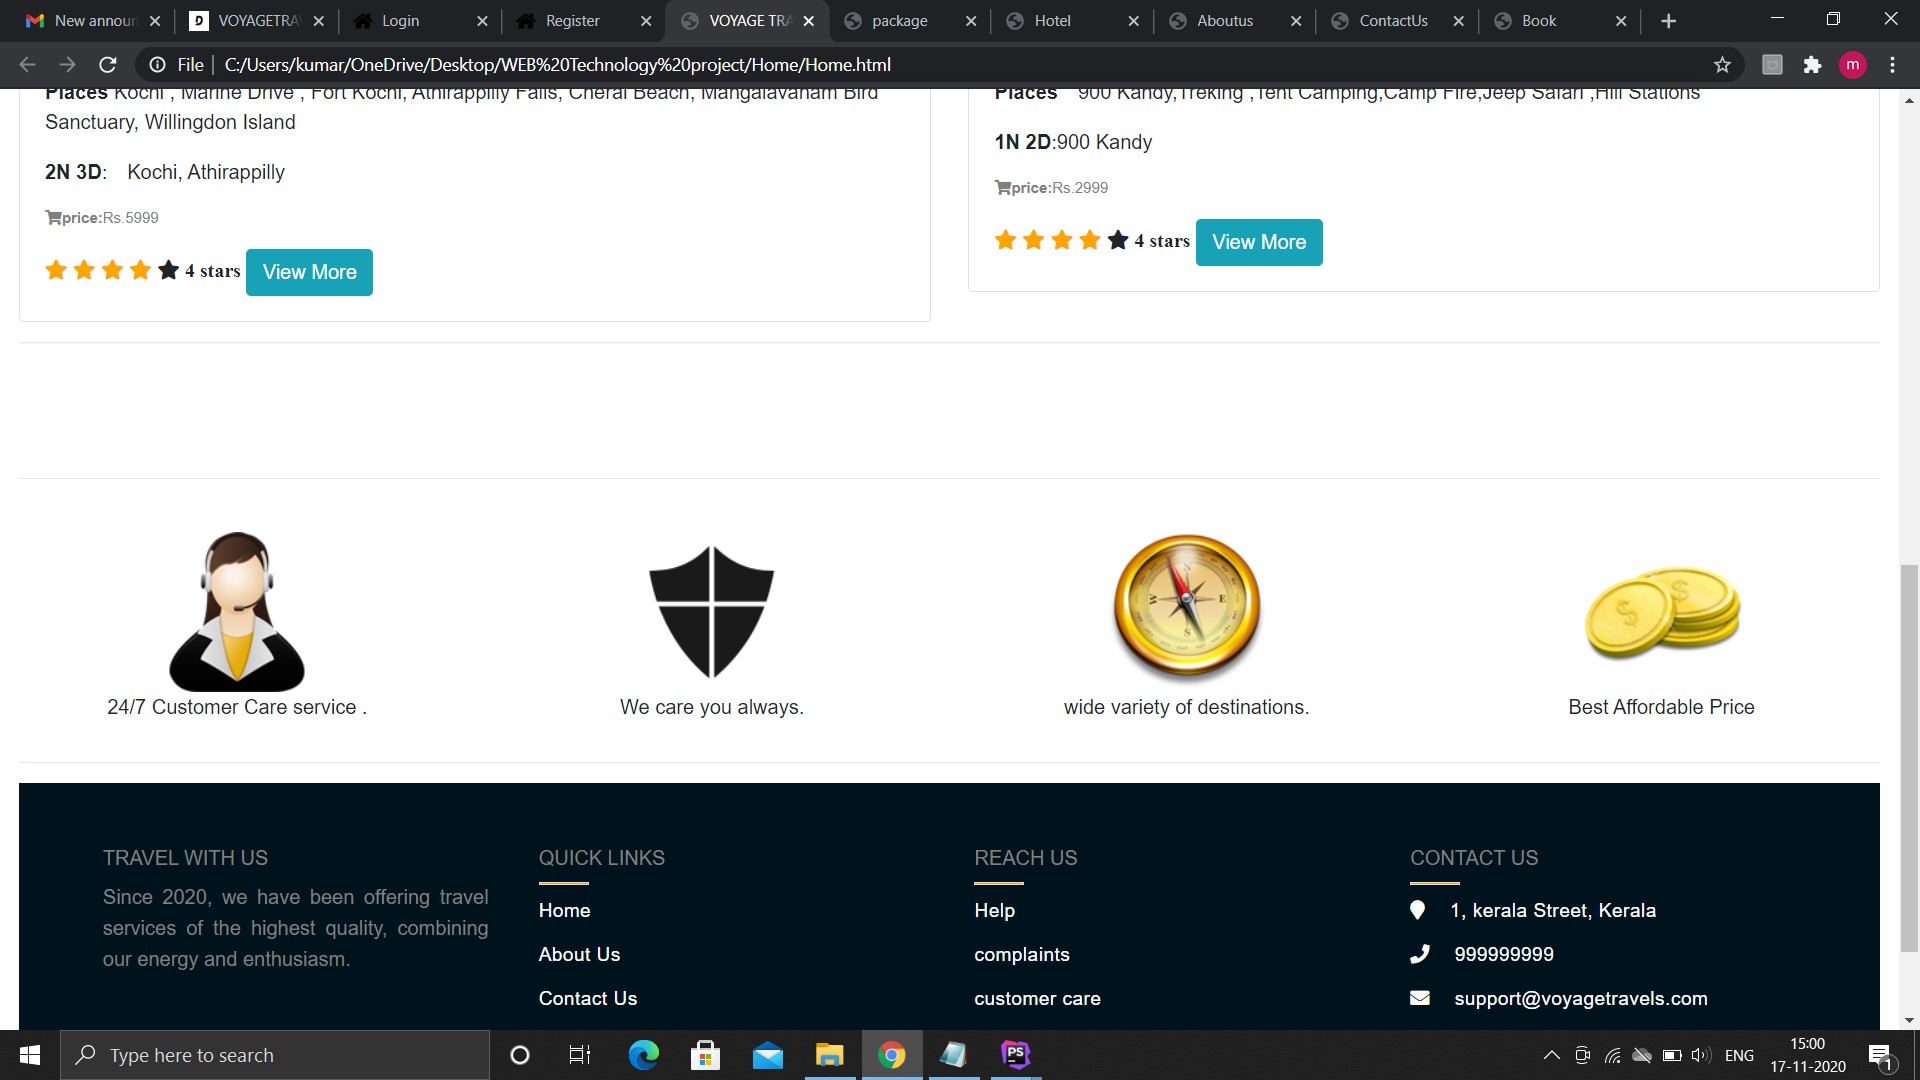 New announ
VOYAGETRA
Login
Register
VOYAGE TRA
package
Hotel
Aboutus
ContactUs
Book
File
C:/Users/kumar/OneDrive/Desktop/WEB%20Technology%20project/Home/Home.html
m
Places Kochi , Marine Drive , Fort Kochi, Athirappilly Falls, Cherai Beach, Mangalavanam Bird
Sanctuary, Willingdon Island
2N 3D: Kochi, Athirappilly
price:Rs.5999
4 stars View More
Places 900 Kandy,Treking ,Tent Camping,Camp Fire,Jeep Safari ,Hill Stations
1N 2D:900 Kandy
price:Rs.2999
4 stars View More
N
W E
S
$ $
24/7 Customer Care service .
We care you always.
wide variety of destinations.
Best Affordable Price
TRAVEL WITH US
Since 2020, we have been offering travel
services of the highest quality, combining
our energy and enthusiasm.
QUICK LINKS
Home
About Us
Contact Us
REACH US
Help
complaints
customer care
CONTACT US
1, kerala Street, Kerala
999999999
support@voyagetravels.com
Type here to search
PS
ENG
15:00
17-11-2020
1